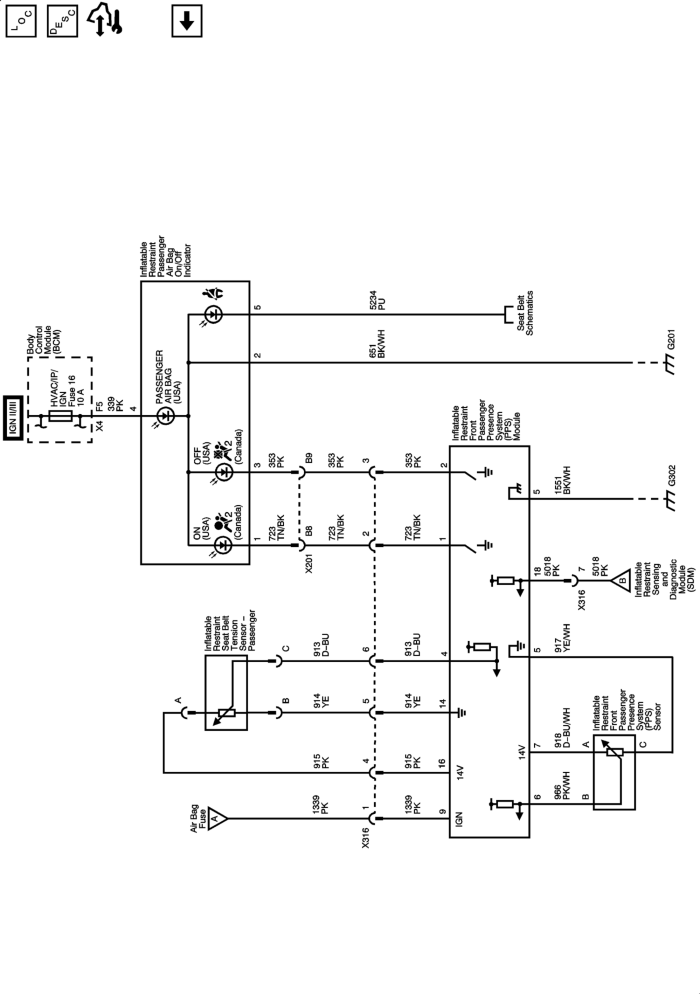 LOC
DESC
IGN II/III
Body
Control
Module
(BCM)
HVAC/IP/
IGN
Fuse 16
10 A
X4
F5
339
PK
4
Inflatable
Restraint
Passenger
Air Bag
On/Off
Indicator
PASSENGER
AIR BAG
(USA)
ON
(USA)
2
(Canada)
OFF
(USA)
2
(Canada)
1
3
2
5
723
TN/BK
353
PK
651
BK/WH
5234
PU
X201
B8
B9
723
TN/BK
353
PK
Seat Belt
Schematics
G201
Inflatable
Restraint
Seat Belt
Tension
Sensor –
Passenger
A
B
C
Air Bag
Fuse
A
1339
PK
915
PK
914
YE
913
D–BU
X316
1
4
5
6
2
3
1339
PK
915
PK
914
YE
913
D–BU
723
TN/BK
353
PK
9
16
14
4
1
2
IGN
14V
Inflatable
Restraint
Front
Passenger
Presence
System
(PPS)
Module
14V
6
7
5
18
5
966
PK/WH
918
D–BU/WH
917
YE/WH
5018
PK
1551
BK/WH
X316
7
5018
PK
B
Inflatable
Restraint
Sensing
and
Diagnostic
Module
(SDM)
G302
B
A
C
Inflatable
Restraint
Front
Passenger
Presence
System
(PPS)
Sensor